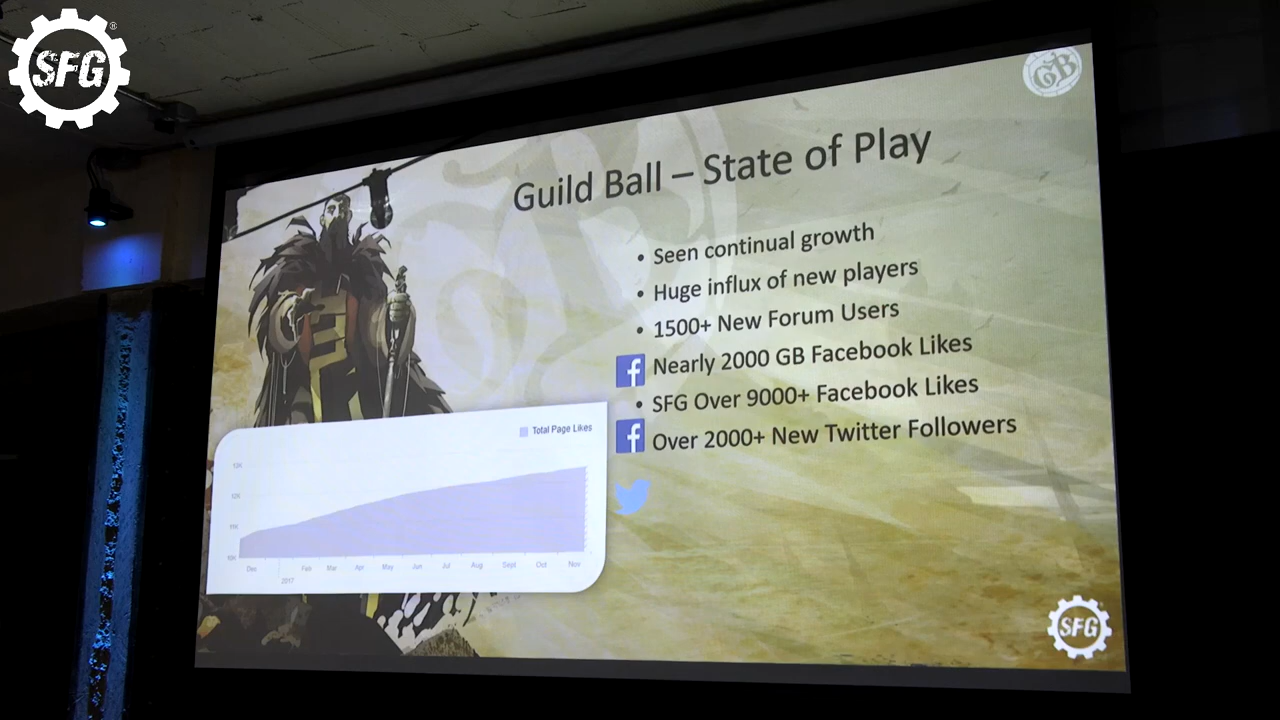 SFG
®
GB
Guild Ball – State of Play
• Seen continual growth
• Huge influx of new players
• 1500+ New Forum Users
Nearly 2000 GB Facebook Likes
• SFG Over 9000+ Facebook Likes
Over 2000+ New Twitter Followers
Total Page Likes
Dec
Feb Mar Apr May Jun Jul Aug Sept Oct Nov
2017
SFG